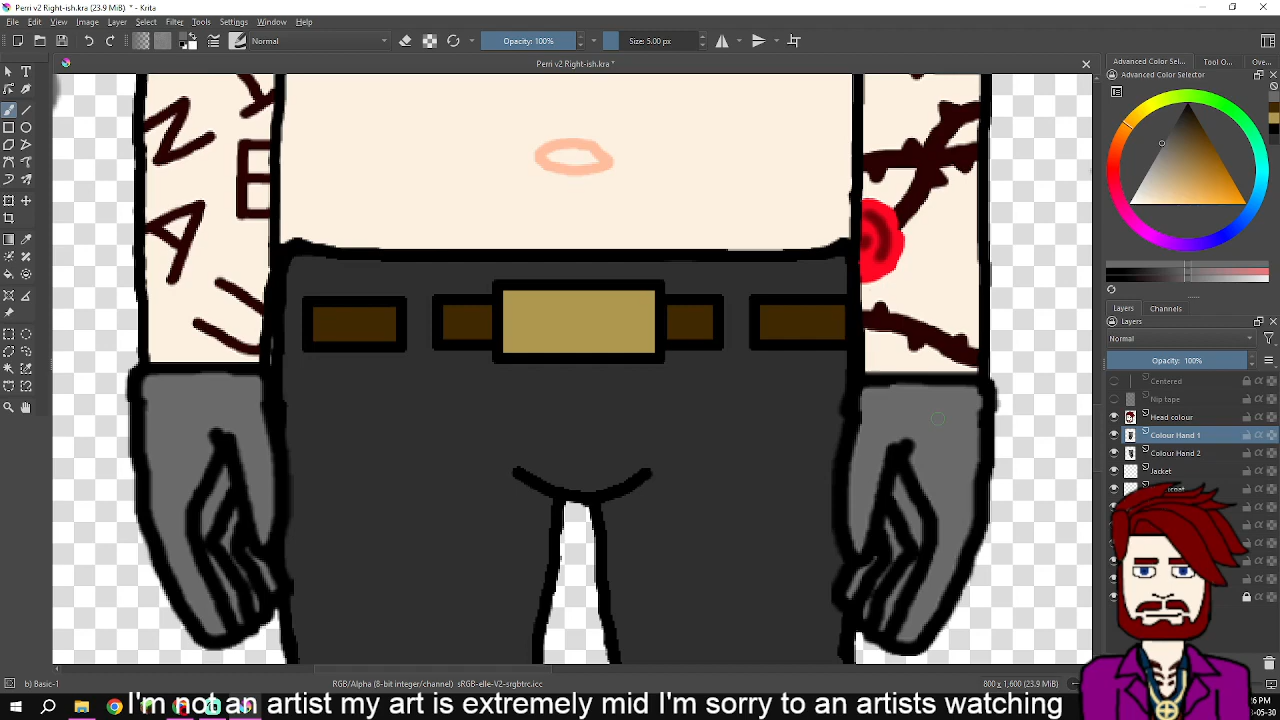 Perri v2 Right-ish.kra (23.9 MiB) * - Krita
File Edit View Image Layer Select Filter Tools Settings Window Help
Normal Opacity: 100% Size: 5.00 px
Perri v2 Right-ish.kra * Advanced Color Sel... Tool O... Ove...
Advanced Color Selector
N
B
A
Layers Histograms
Layers
Normal
Opacity: 100%
Centered
Nip tape
Head colour
Colour Hand 1
Colour Hand 2
Jacket
b) Basic-1 RGB/Alpha (8-bit integer/channel) sRGB-elle-V2-srgbtrc.icc 800 x 1,600 (23.9 MiB)
I'm not an artist my art is extremely mid I'm sorry to an artists watching